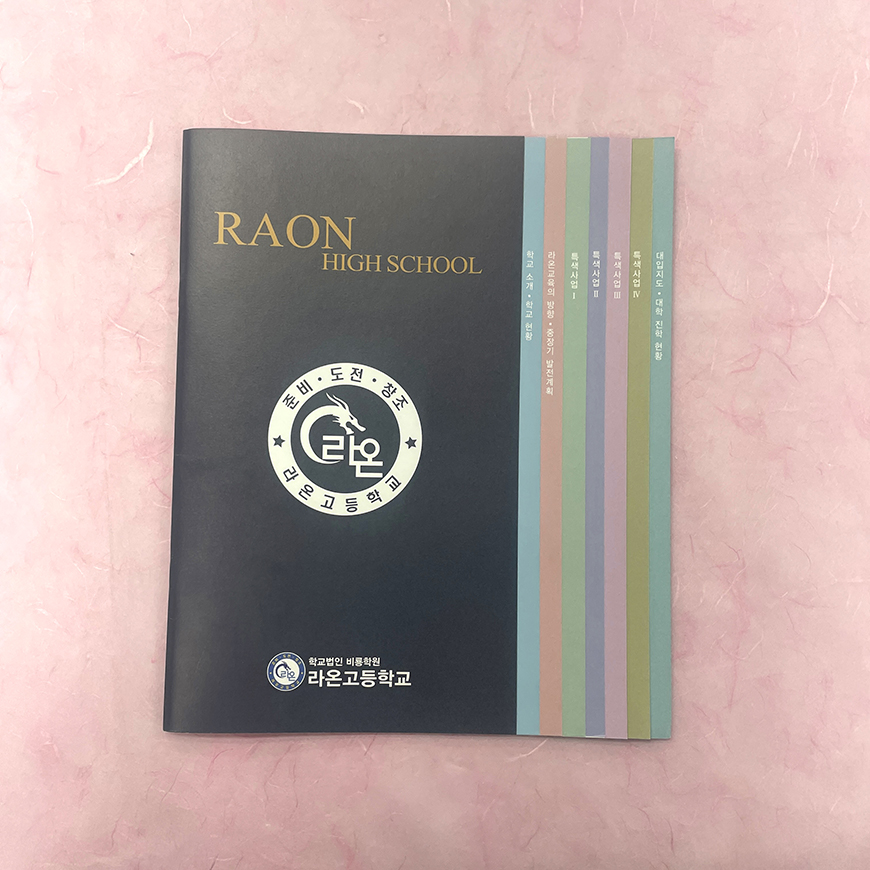 RAON
HIGH SCHOOL
준비·도전·창조
라온
라온고등학교
학교법인 비룡학원
라온고등학교
학교 소개·학교 현황
라온교육의 방향·중장기 발전계획
특색사업 I
특색사업 II
특색사업 III
특색사업 IV
대입지도·대학 진학 현황